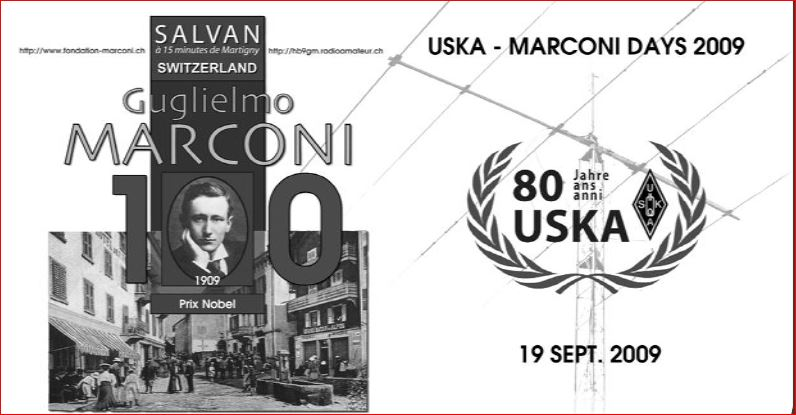 SALVAN
à 15 minutes de Martigny
SWITZERLAND
http://www.fondation-marconi.ch
http://hb9gm.radioamateur.ch
Guglielmo
MARCONI
100
1909
Prix Nobel
USKA - MARCONI DAYS 2009
80 Jahre
ans
anni
USKA
U
S K
A
19 SEPT. 2009